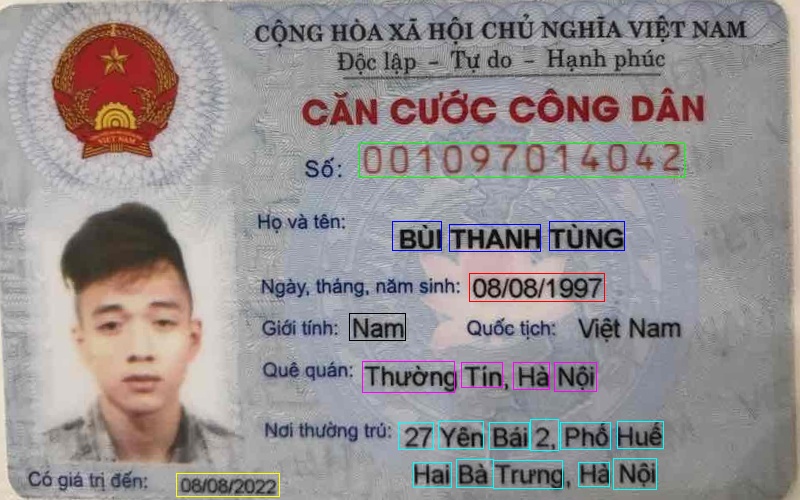 CỘNG HÒA XÃ HỘI CHỦ NGHĨA VIỆT NAM
Độc lập - Tự do - Hạnh phúc
CĂN CƯỚC CÔNG DÂN
Số: 001097014042
Họ và tên: BÙI THANH TÙNG
Ngày, tháng, năm sinh: 08/08/1997
Giới tính: Nam Quốc tịch: Việt Nam
Quê quán: Thường Tín, Hà Nội
Nơi thường trú: 27 Yên Bái 2, Phố Huế
Hai Bà Trưng, Hà Nội
Có giá trị đến: 08/08/2022
VIỆT NAM